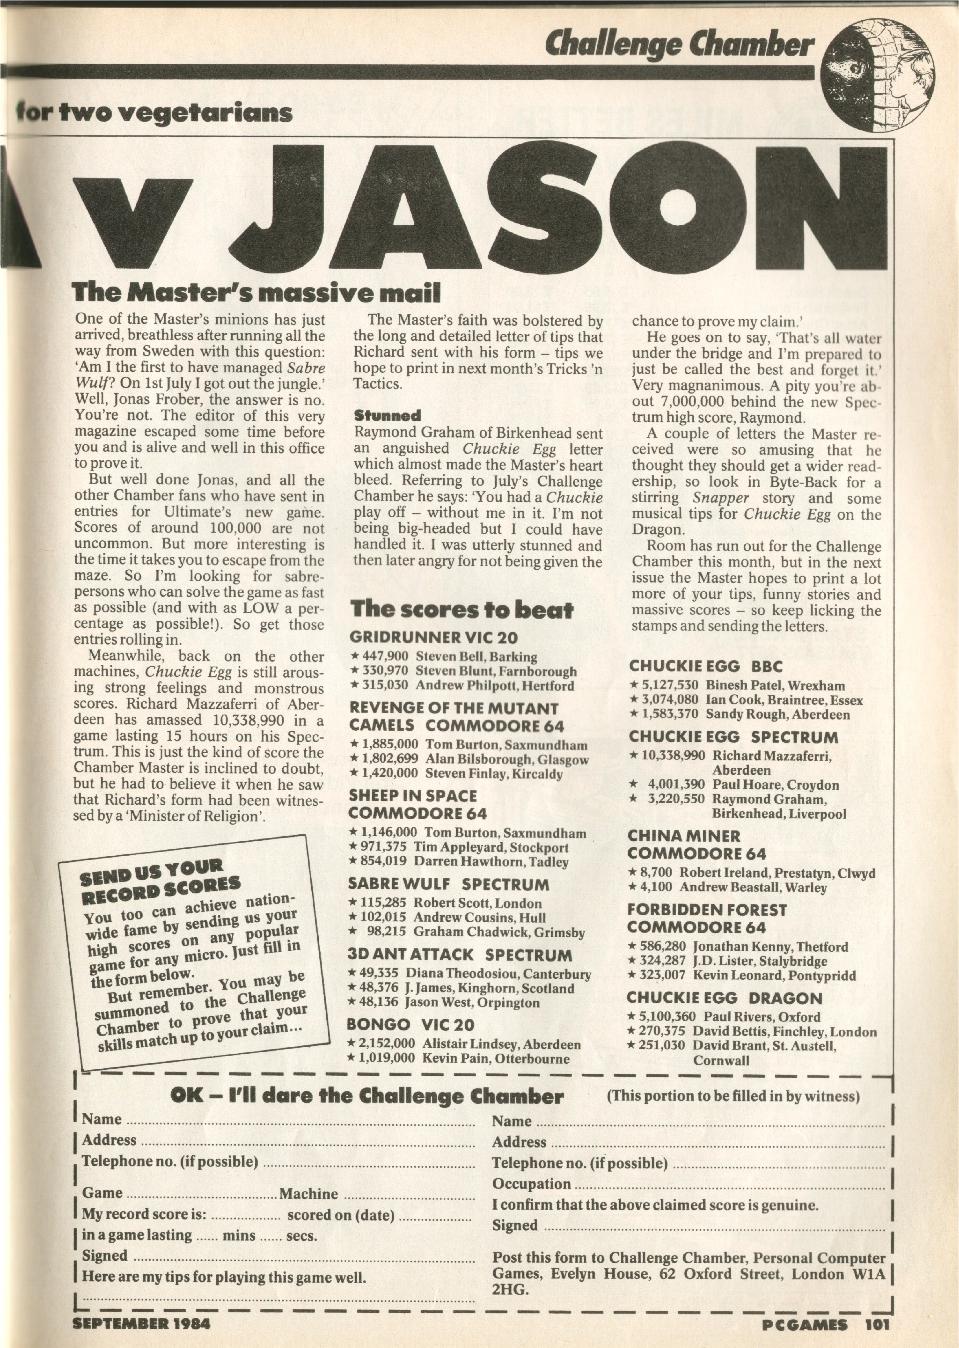 Challenge Chamber
for two vegetarians
v JASON
The Master's massive mail
One of the Master's minions has just
arrived, breathless after running all the
way from Sweden with this question:
'Am I the first to have managed Sabre
Wulf? On 1st July I got out the jungle.'
Well, Jonas Frober, the answer is no.
You're not. The editor of this very
magazine escaped some time before
you and is alive and well in this office
to prove it.
But well done Jonas, and all the
other Chamber fans who have sent in
entries for Ultimate's new game.
Scores of around 100,000 are not
uncommon. But more interesting is
the time it takes you to escape from the
maze. So I'm looking for sabre-
persons who can solve the game as fast
as possible (and with as LOW a per-
centage as possible!). So get those
entries rolling in.
Meanwhile, back on the other
machines, Chuckie Egg is still arous-
ing strong feelings and monstrous
scores. Richard Mazzaferri of Aber-
deen has amassed 10,338,990 in a
game lasting 15 hours on his Spec-
trum. This is just the kind of score the
Chamber Master is inclined to doubt,
but he had to believe it when he saw
that Richard's form had been witnes-
sed by a 'Minister of Religion'.
The Master's faith was bolstered by
the long and detailed letter of tips that
Richard sent with his form – tips we
hope to print in next month's Tricks 'n
Tactics.
Stunned
Raymond Graham of Birkenhead sent
an anguished Chuckie Egg letter
which almost made the Master's heart
bleed. Referring to July's Challenge
Chamber he says: 'You had a Chuckie
play off – without me in it. I'm not
being big-headed but I could have
handled it. I was utterly stunned and
then later angry for not being given the
chance to prove my claim.'
He goes on to say, 'That's all water
under the bridge and I'm prepared to
just be called the best and forget it.'
Very magnanimous. A pity you're ab-
out 7,000,000 behind the new Spec-
trum high score, Raymond.
A couple of letters the Master re-
ceived were so amusing that he
thought they should get a wider read-
ership, so look in Byte-Back for a
stirring Snapper story and some
musical tips for Chuckie Egg on the
Dragon.
Room has run out for the Challenge
Chamber this month, but in the next
issue the Master hopes to print a lot
more of your tips, funny stories and
massive scores – so keep licking the
stamps and sending the letters.
The scores to beat
GRIDRUNNER VIC 20
★ 447,900 Steven Bell, Barking
★ 330,970 Steven Blunt, Farnborough
★ 315,030 Andrew Philpott, Hertford
REVENGE OF THE MUTANT
CAMELS COMMODORE 64
★ 1,885,000 Tom Burton, Saxmundham
★ 1,802,699 Alan Bilsborough, Glasgow
★ 1,420,000 Steven Finlay, Kircaldy
SHEEP IN SPACE
COMMODORE 64
★ 1,146,000 Tom Burton, Saxmundham
★ 971,375 Tim Appleyard, Stockport
★ 854,019 Darren Hawthorn, Tadley
SABRE WULF SPECTRUM
★ 115,285 Robert Scott, London
★ 102,015 Andrew Cousins, Hull
★ 98,215 Graham Chadwick, Grimsby
3D ANT ATTACK SPECTRUM
★ 49,335 Diana Theodosiou, Canterbury
★ 48,376 J. James, Kinghorn, Scotland
★ 48,136 Jason West, Orpington
BONGO VIC 20
★ 2,152,000 Alistair Lindsey, Aberdeen
★ 1,019,000 Kevin Pain, Otterbourne
CHUCKIE EGG BBC
★ 5,127,530 Binesh Patel, Wrexham
★ 3,074,080 Ian Cook, Braintree, Essex
★ 1,583,370 Sandy Rough, Aberdeen
CHUCKIE EGG SPECTRUM
★ 10,338,990 Richard Mazzaferri,
Aberdeen
★ 4,001,390 Paul Hoare, Croydon
★ 3,220,550 Raymond Graham,
Birkenhead, Liverpool
CHINA MINER
COMMODORE 64
★ 8,700 Robert Ireland, Prestatyn, Clwyd
★ 4,100 Andrew Beastall, Warley
FORBIDDEN FOREST
COMMODORE 64
★ 586,280 Jonathan Kenny, Thetford
★ 324,287 J.D. Lister, Stalybridge
★ 323,007 Kevin Leonard, Pontypridd
CHUCKIE EGG DRAGON
★ 5,100,360 Paul Rivers, Oxford
★ 270,375 David Bettis, Finchley, London
★ 251,030 David Brant, St. Austell,
Cornwall
SEND US YOUR
RECORD SCORES
You too can achieve nation-
wide fame by sending us your
high scores on any popular
game for any micro. Just fill in
the form below.
But remember. You may be
summoned to the Challenge
Chamber to prove that your
skills match up to your claim...
OK – I'll dare the Challenge Chamber
Name
Address
Telephone no. (if possible)
Game Machine
My record score is: scored on (date)
in a game lasting ...... mins ...... secs.
Signed
Here are my tips for playing this game well.
(This portion to be filled in by witness)
Name
Address
Telephone no. (if possible)
Occupation
I confirm that the above claimed score is genuine.
Signed
Post this form to Challenge Chamber, Personal Computer
Games, Evelyn House, 62 Oxford Street, London W1A
2HG.
SEPTEMBER 1984
PCGAMES 101